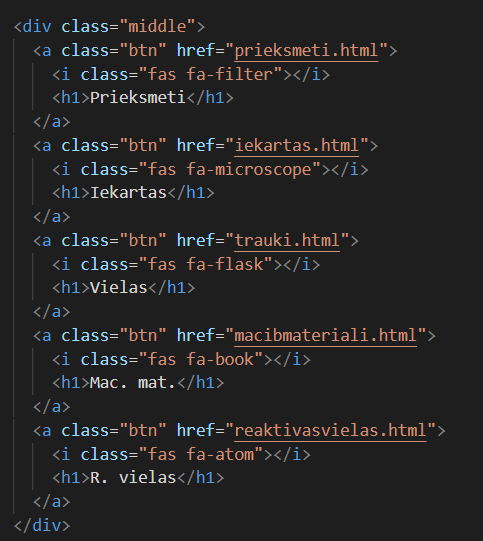 <div class="middle">
<a class="btn" href="prieksmeti.html">
<i class="fas fa-filter"></i>
<h1>Prieksmeti</h1>
</a>
<a class="btn" href="iekartas.html">
<i class="fas fa-microscope"></i>
<h1>Iekartas</h1>
</a>
<a class="btn" href="trauki.html">
<i class="fas fa-flask"></i>
<h1>Vielas</h1>
</a>
<a class="btn" href="macibmateriali.html">
<i class="fas fa-book"></i>
<h1>Mac. mat.</h1>
</a>
<a class="btn" href="reaktivasvielas.html">
<i class="fas fa-atom"></i>
<h1>R. vielas</h1>
</a>
</div>